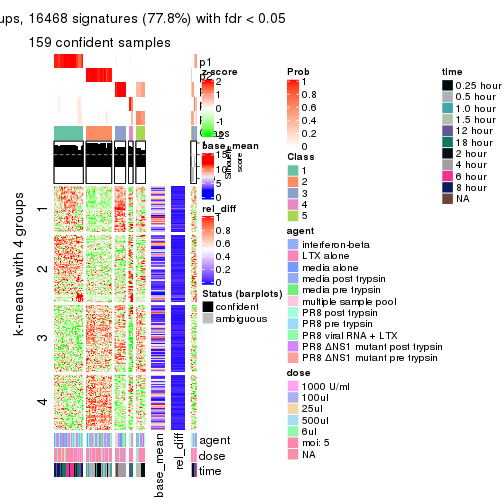 ups, 16468 signatures (77.8%) with fdr < 0.05
159 confident samples
p1
p2
z-score
2
1
0
-1
-2
Class
base_mean
15
10
5
0
Silhouette
score
rel_diff
1
0.5
0
Status (barplots)
confident
ambiguous
k-means with 4 groups
1
2
3
4
agent
dose
time
base_mean
rel_diff
Prob
1
0.8
0.6
0.4
0.2
0
Class
1
2
3
4
5
agent
interferon-beta
LTX alone
media alone
media post trypsin
media pre trypsin
multiple sample pool
PR8 post trypsin
PR8 pre trypsin
PR8 viral RNA + LTX
PR8 ΔNS1 mutant post trypsin
PR8 ΔNS1 mutant pre trypsin
dose
1000 U/ml
100ul
25ul
500ul
6ul
moi: 5
NA
time
0.25 hour
0.5 hour
1.0 hour
1.5 hour
12 hour
18 hour
2 hour
4 hour
6 hour
8 hour
NA